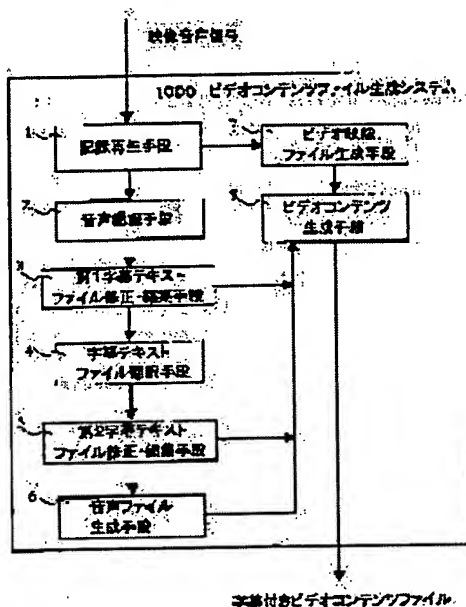 映像音声信号
1000 ビデオコンテンツファイル生成システム
1
記録再生手段
ビデオ
ファイル生成手段
2
音声認識手段
ビデオコンテンツ
生成手段
第1字幕テキスト
ファイル修正・編集手段
4
字幕テキスト
ファイル翻訳手段
第2字幕テキスト
ファイル修正・編集手段
6
音声ファイル
生成手段
字幕付きビデオコンテンツファイル